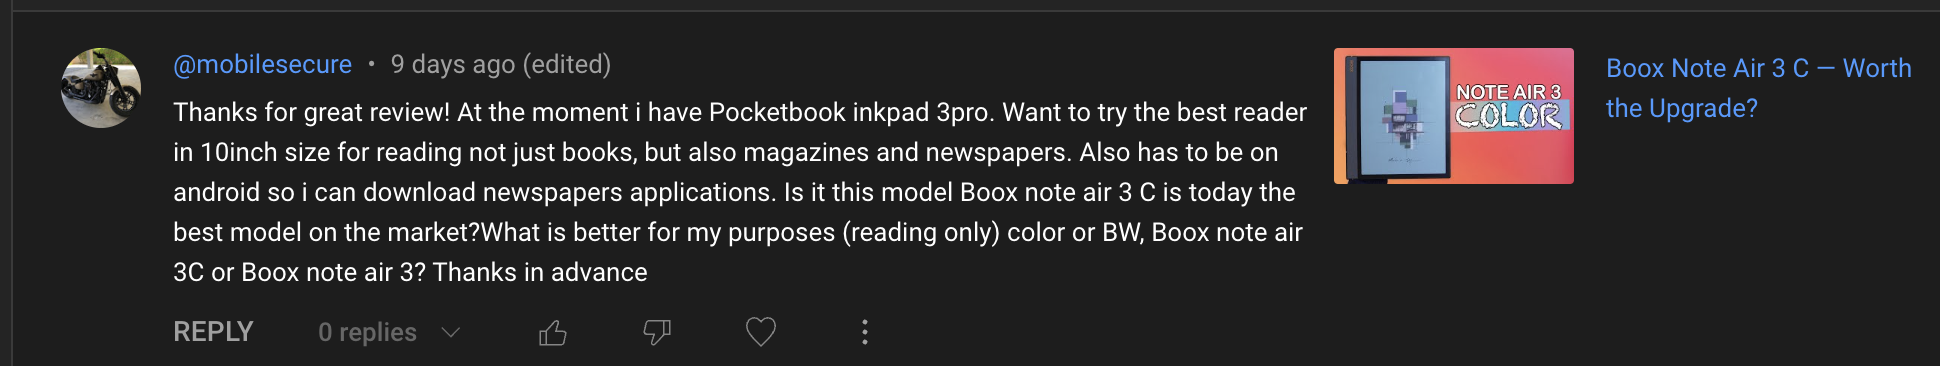 @mobilesecure • 9 days ago (edited)
Thanks for great review! At the moment i have Pocketbook inkpad 3pro. Want to try the best reader
in 10inch size for reading not just books, but also magazines and newspapers. Also has to be on
android so i can download newspapers applications. Is it this model Boox note air 3 C is today the
best model on the market?What is better for my purposes (reading only) color or BW, Boox note air
3C or Boox note air 3? Thanks in advance
REPLY 0 replies
NOTE AIR 3
COLOR
Boox Note Air 3 C — Worth
the Upgrade?